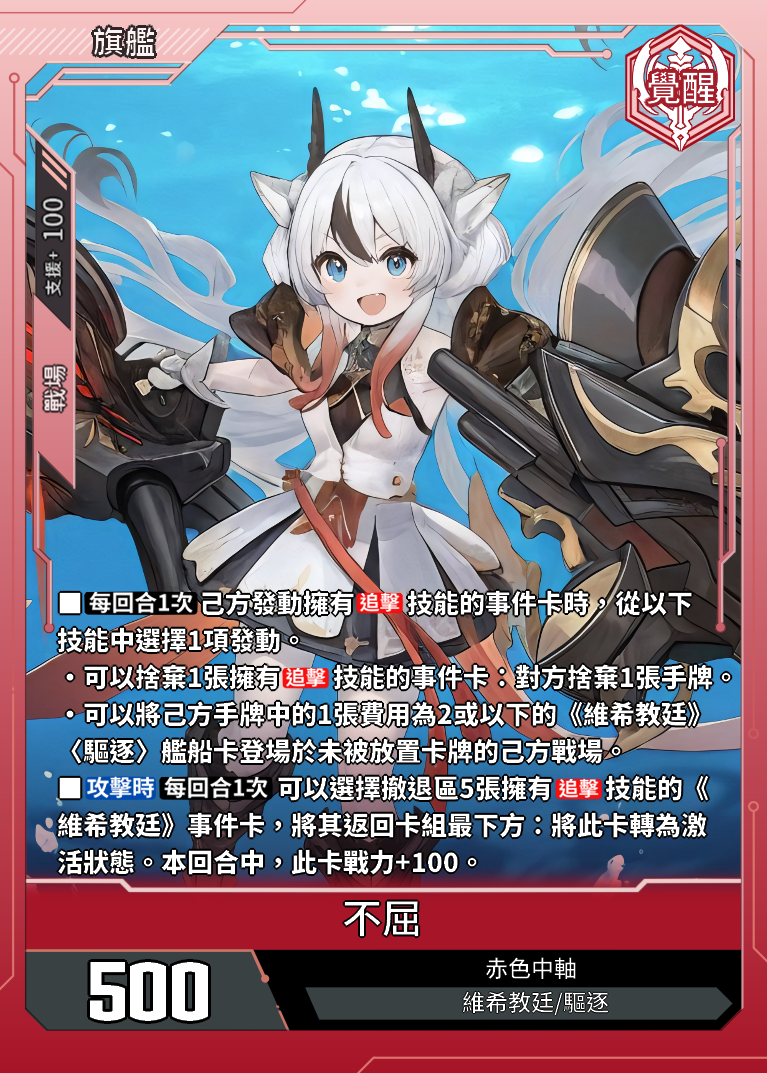 旗艦
覺醒
支援+ 100
戰場
■ 每回合1次 己方發動擁有 追擊 技能的事件卡時，從以下
技能中選擇1項發動。
・可以捨棄1張擁有 追擊 技能的事件卡：對方捨棄1張手牌。
・可以將己方手牌中的1張費用為2或以下的《維希教廷》
〈驅逐〉艦船卡登場於未被放置卡牌的己方戰場。
■ 攻擊時 每回合1次 可以選擇撤退區5張擁有 追擊 技能的《
維希教廷》事件卡，將其返回卡組最下方：將此卡轉為激
活狀態。本回合中，此卡戰力+100。
不屈
500
赤色中軸
維希教廷/驅逐